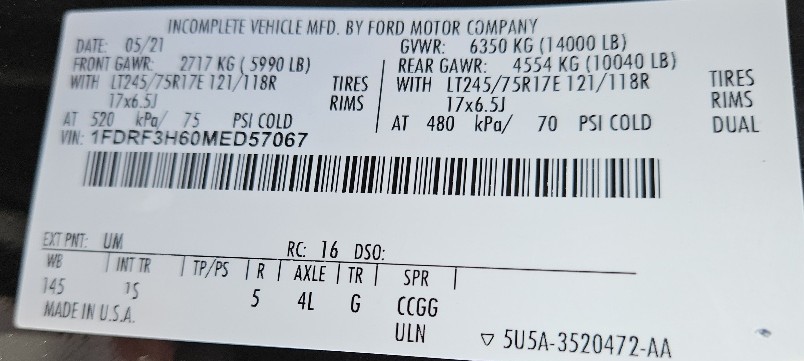 INCOMPLETE VEHICLE MFD. BY FORD MOTOR COMPANY
DATE: 05/21 GVWR: 6350 KG (14000 LB)
FRONT GAWR: 2717 KG (5990 LB) REAR GAWR: 4554 KG (10040 LB)
WITH LT245/75R17E 121/118R TIRES WITH LT245/75R17E 121/118R TIRES
17x6.5J RIMS 17x6.5J RIMS
AT 520 kPa/ 75 PSI COLD AT 480 kPa/ 70 PSI COLD DUAL
VIN: 1FDRF3H60MED57067
EXT PNT: UM RC: 16 DSO:
WB INT TR TP/PS R AXLE TR SPR
145 15 5 4L G CCGG
MADE IN U.S.A. ULN ▽ 5U5A-3520472-AA